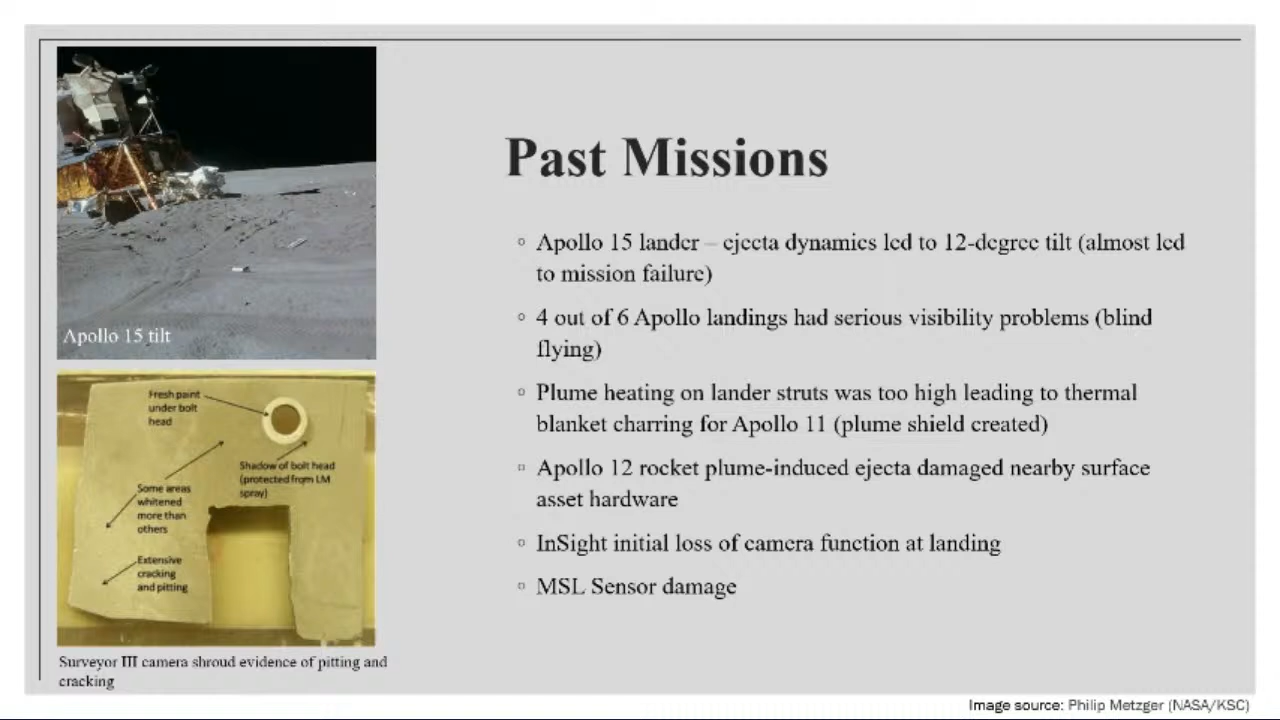 Past Missions
Apollo 15 lander – ejecta dynamics led to 12-degree tilt (almost led
to mission failure)
4 out of 6 Apollo landings had serious visibility problems (blind
flying)
Plume heating on lander struts was too high leading to thermal
blanket charring for Apollo 11 (plume shield created)
Apollo 12 rocket plume-induced ejecta damaged nearby surface
asset hardware
InSight initial loss of camera function at landing
MSL Sensor damage
Apollo 15 tilt
Fresh paint
under bolt
head
Shadow of bolt head
(protected from LM
spray)
Some areas
whitened
more than
others
Extensive
cracking
and pitting
Surveyor III camera shroud evidence of pitting and
cracking
Image source: Philip Metzger (NASA/KSC)